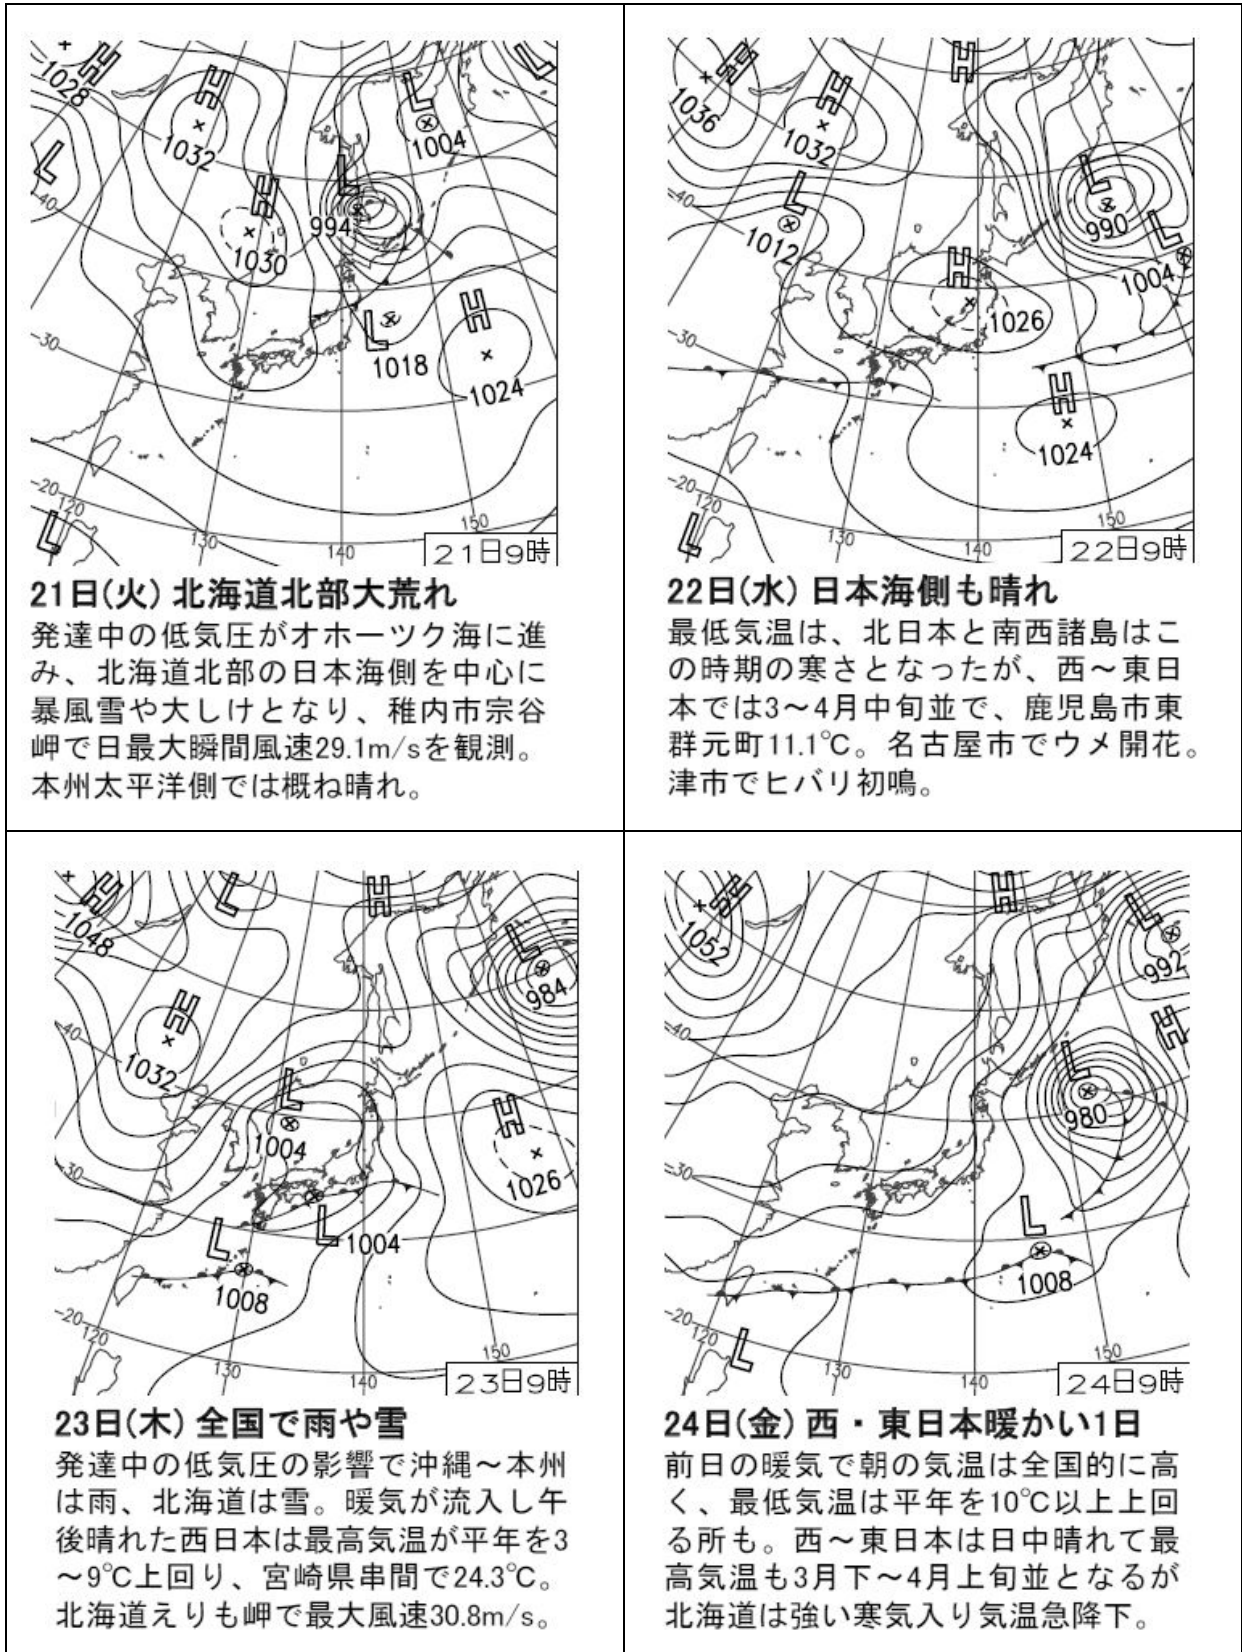 H
1028
H
1032
L
1004
L
L
40
H
1030
L
994
H
L
1018
1024
30
20
120
130
140
150
L
21日9時
21日(火) 北海道北部大荒れ
発達中の低気圧がオホーツク海に進
み、北海道北部の日本海側を中心に
暴風雪や大しけとなり、稚内市宗谷
岬で日最大瞬間風速29.1m/sを観測。
本州太平洋側では概ね晴れ。
H
1036
H
1032
H
L
1012
40
L
990
L
1004
H
1026
30
H
1024
20
120
130
140
150
L
22日9時
22日(水) 日本海側も晴れ
最低気温は、北日本と南西諸島はこ
の時期の寒さとなったが、西～東日
本では3～4月中旬並で、鹿児島市東
群元町11.1℃。名古屋市でウメ開花。
津市でヒバリ初鳴。
H
1048
L
H
L
984
H
1032
40
L
1004
H
1026
30
L
1008
L
1004
20
120
130
140
150
23日9時
23日(木) 全国で雨や雪
発達中の低気圧の影響で沖縄～本州
は雨、北海道は雪。暖気が流入し午
後晴れた西日本は最高気温が平年を3
～9℃上回り、宮崎県串間で24.3℃。
北海道えりも岬で最大風速30.8m/s。
H
1052
H
L
992
H
40
L
980
30
L
1008
20
120
L
130
140
150
24日9時
24日(金) 西・東日本暖かい1日
前日の暖気で朝の気温は全国的に高
く、最低気温は平年を10℃以上上回
る所も。西～東日本は日中晴れて最
高気温も3月下～4月上旬並となるが
北海道は強い寒気入り気温急降下。